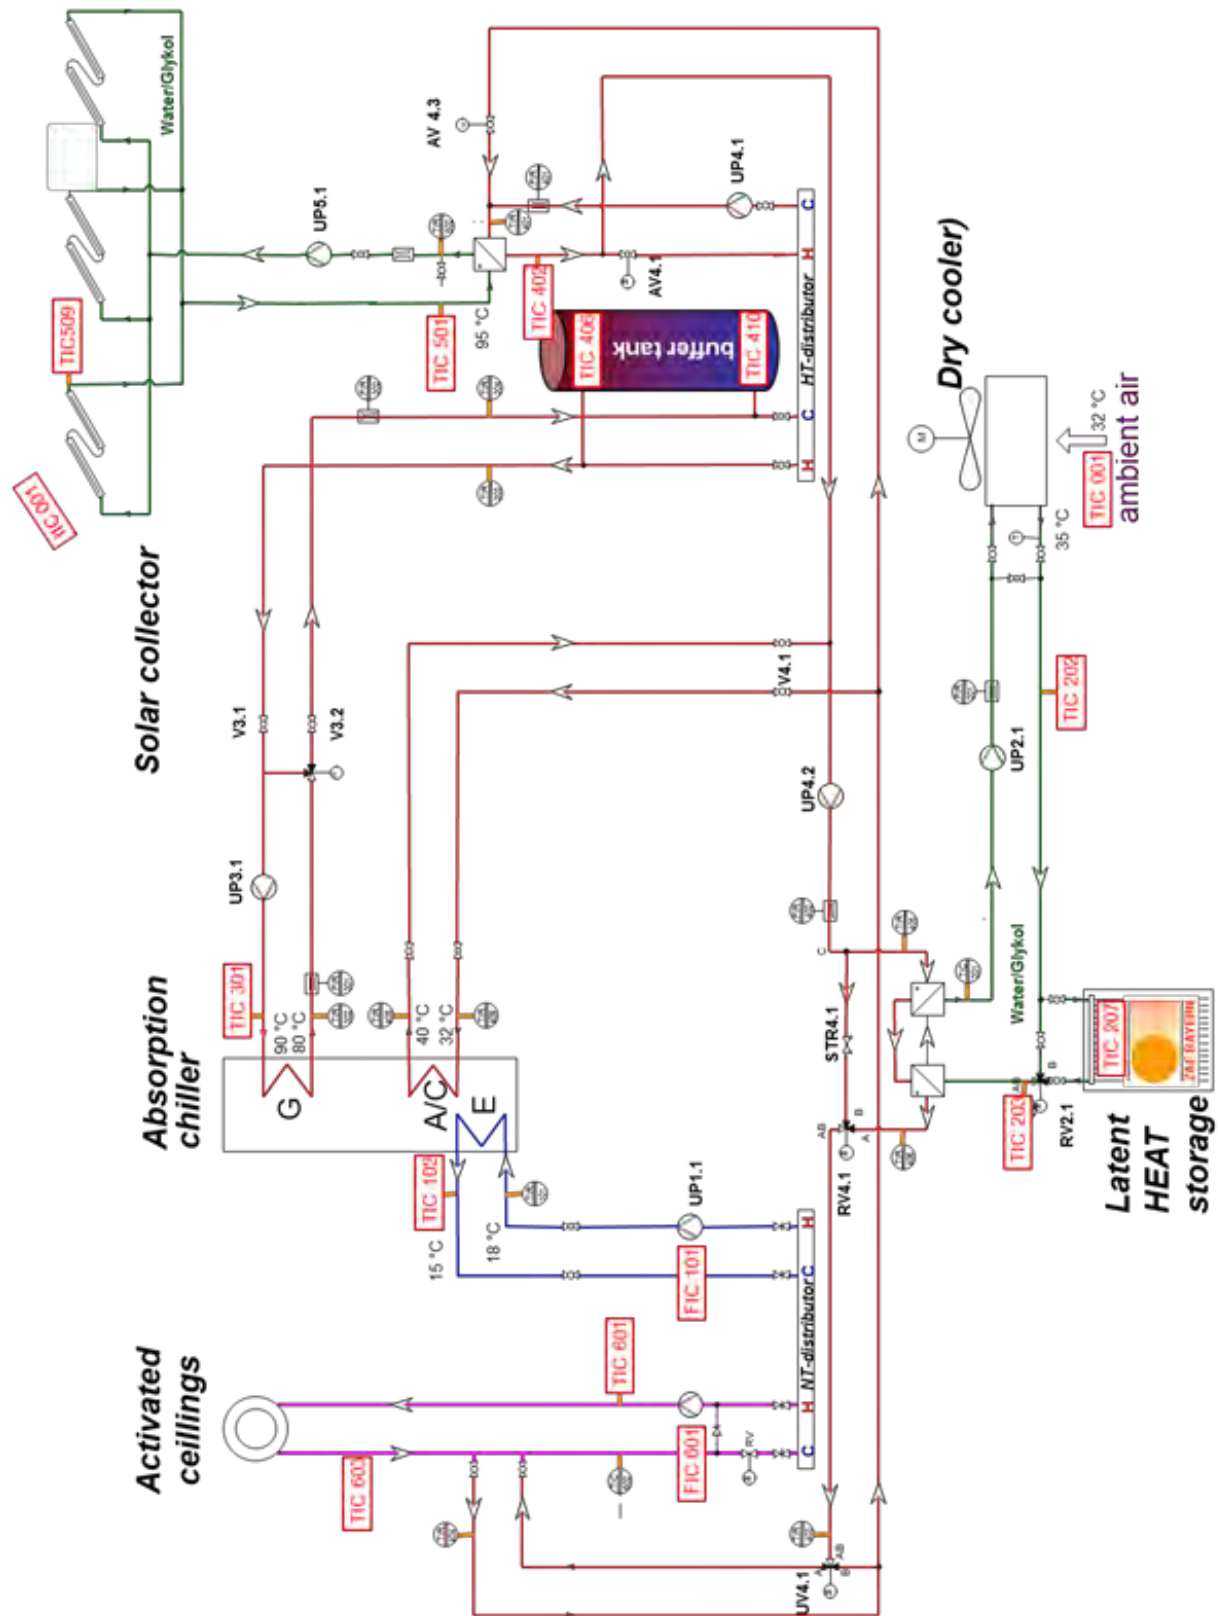 Water/Glykol
TIC509
TIC 001
Solar collector
UP5.1
AV 4.3
TIC 501
95 °C
TIC 402
AV4.1
UP4.1
TIC 406
buffer tank
TIC 410
HT-distributor
H
C
H
C
Dry cooler)
M
32 °C
TIC 001
ambient air
35 °C
V3.1
V3.2
V4.1
UP3.1
UP4.2
UP2.1
TIC 202
Absorption
chiller
TIC 301
90 °C
80 °C
40 °C
32 °C
G
A/C
E
TIC 102
15 °C
18 °C
UP1.1
FIC 101
C
STR4.1
B
AB
A
RV4.1
Water/Glykol
TIC 207
ZAE BAYERN
TIC 203
AB
B
RV2.1
Latent
HEAT
storage
Activated
ceillings
TIC 603
TIC 601
FIC 601
RV
NT-distributor
C
H
C
H
UV4.1
A
AB
B